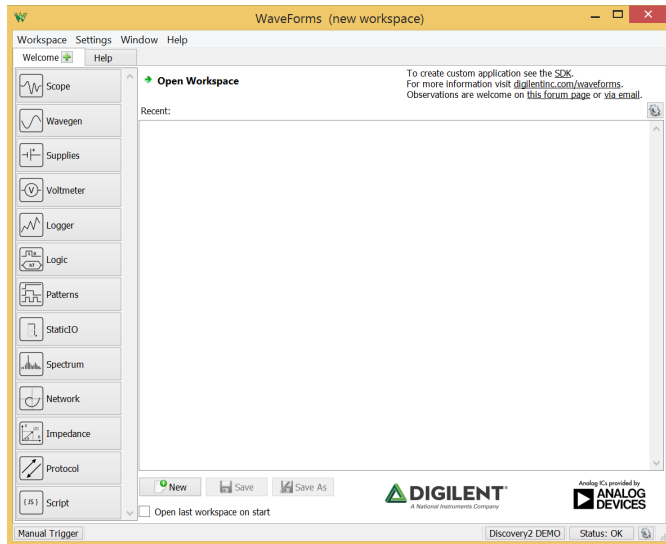 WaveForms (new workspace)
Workspace Settings Window Help
Welcome Help
Scope
Wavegen
Supplies
Voltmeter
Logger
Logic
Patterns
StaticIO
Spectrum
Network
Impedance
Protocol
{JS} Script
Open Workspace
To create custom application see the SDK.
For more information visit digilentinc.com/waveforms.
Observations are welcome on this forum page or via email.
Recent:
New Save Save As
Open last workspace on start
DIGILENT®
A National Instruments Company
Analog ICs provided by
ANALOG
DEVICES
Manual Trigger
Discovery2 DEMO Status: OK